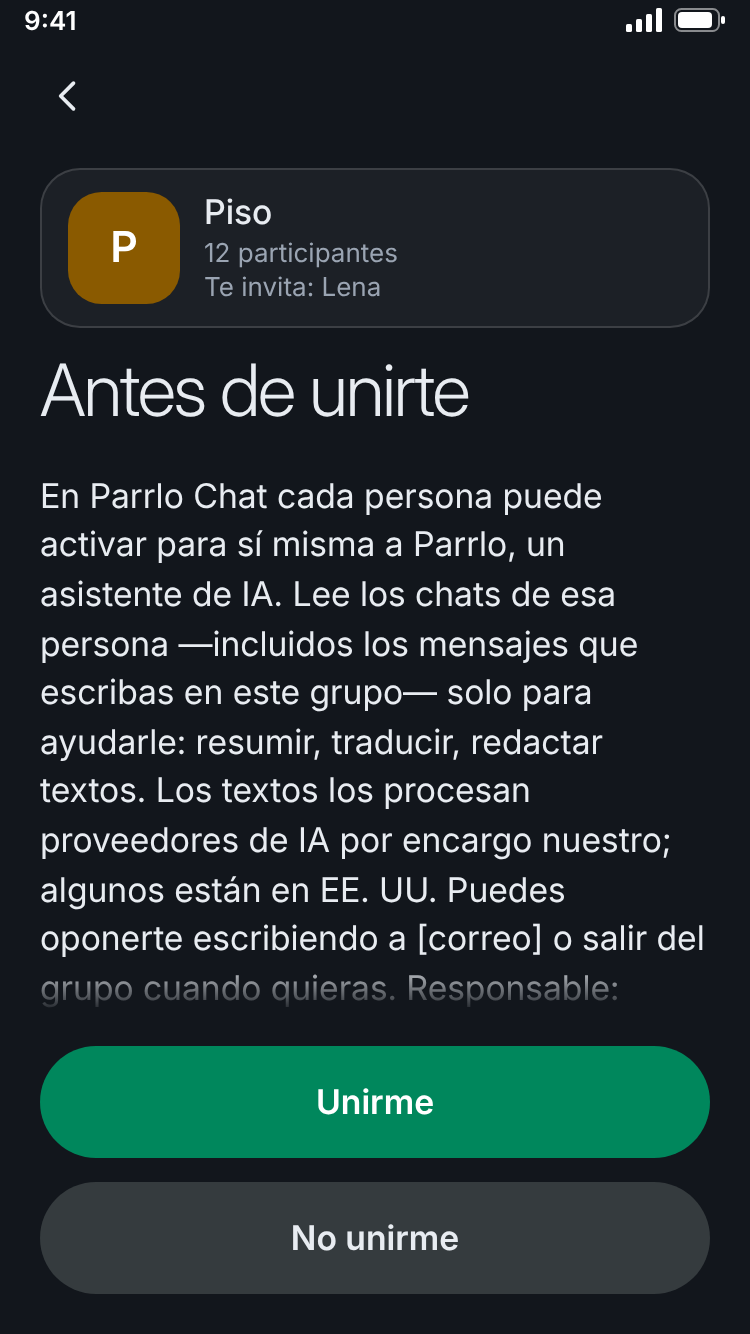 9:41
P
Piso
12 participantes
Te invita: Lena
Antes de unirte
En Parrlo Chat cada persona puede
activar para sí misma a Parrlo, un
asistente de IA. Lee los chats de esa
persona —incluidos los mensajes que
escribas en este grupo— solo para
ayudarle: resumir, traducir, redactar
textos. Los textos los procesan
proveedores de IA por encargo nuestro;
algunos están en EE. UU. Puedes
oponerte escribiendo a [correo] o salir del
grupo cuando quieras. Responsable:
Unirme
No unirme